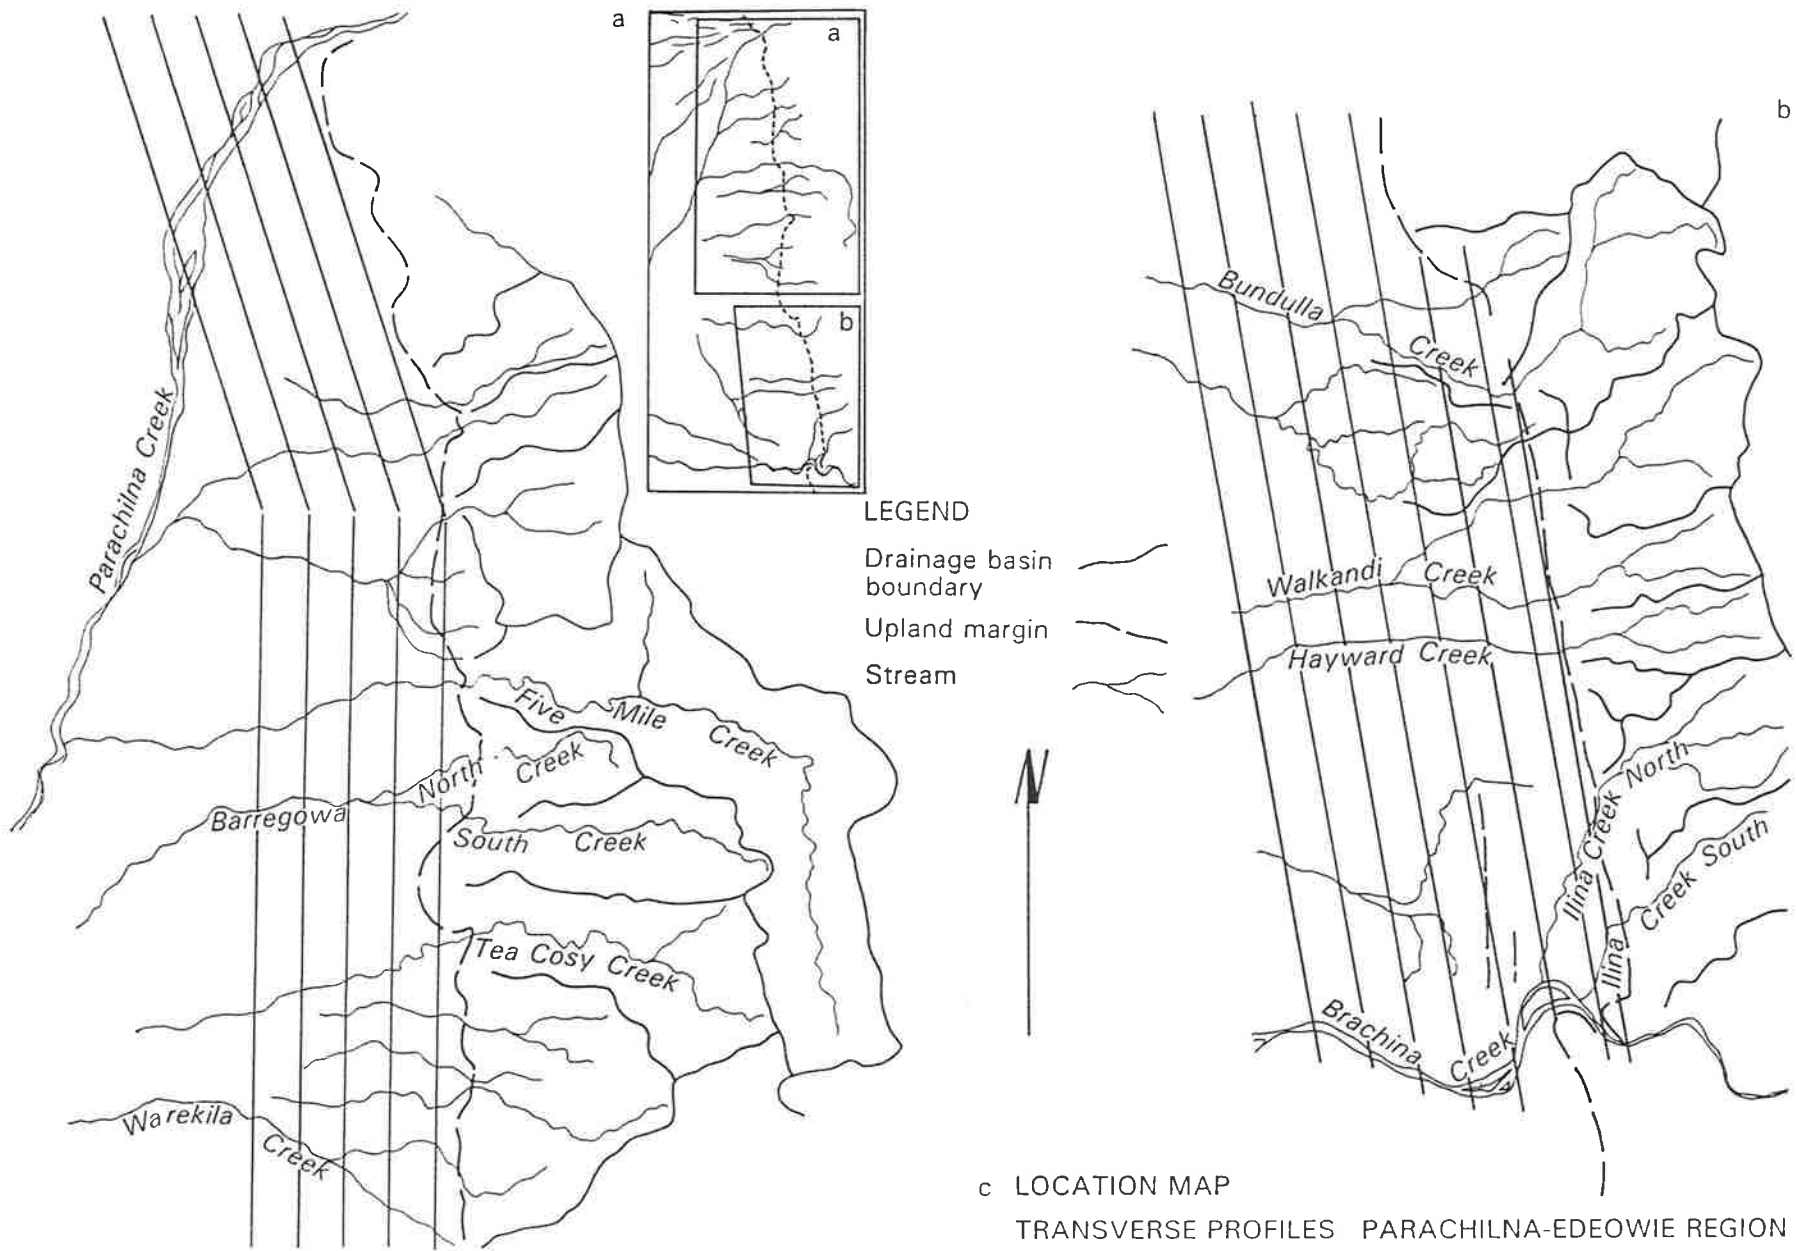 a
a
b
b
Parachilna Creek
LEGEND
Drainage basin
boundary
Upland margin
Stream
N
Five Mile Creek
Barregowa North Creek
South Creek
Tea Cosy Creek
Warekila Creek
Bundulla Creek
Walkandi Creek
Hayward Creek
Ilina Creek North
Ilina Creek South
Brachina Creek
c LOCATION MAP
TRANSVERSE PROFILES PARACHILNA-EDEOWIE REGION